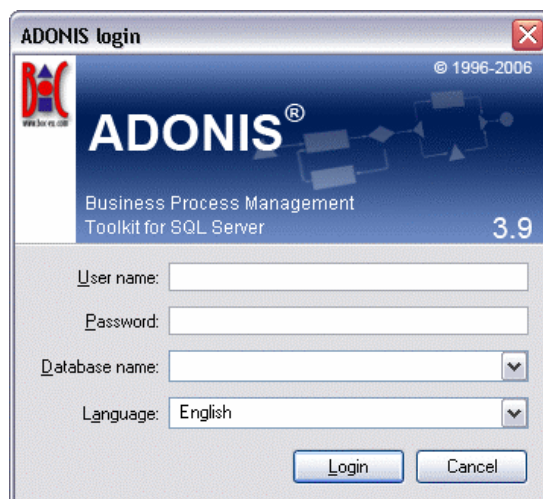 ADONIS login
© 1996-2006
BOC
ADONIS®
Business Process Management
Toolkit for SQL Server
3.9
User name:
Password:
Database name:
Language: English
Login Cancel